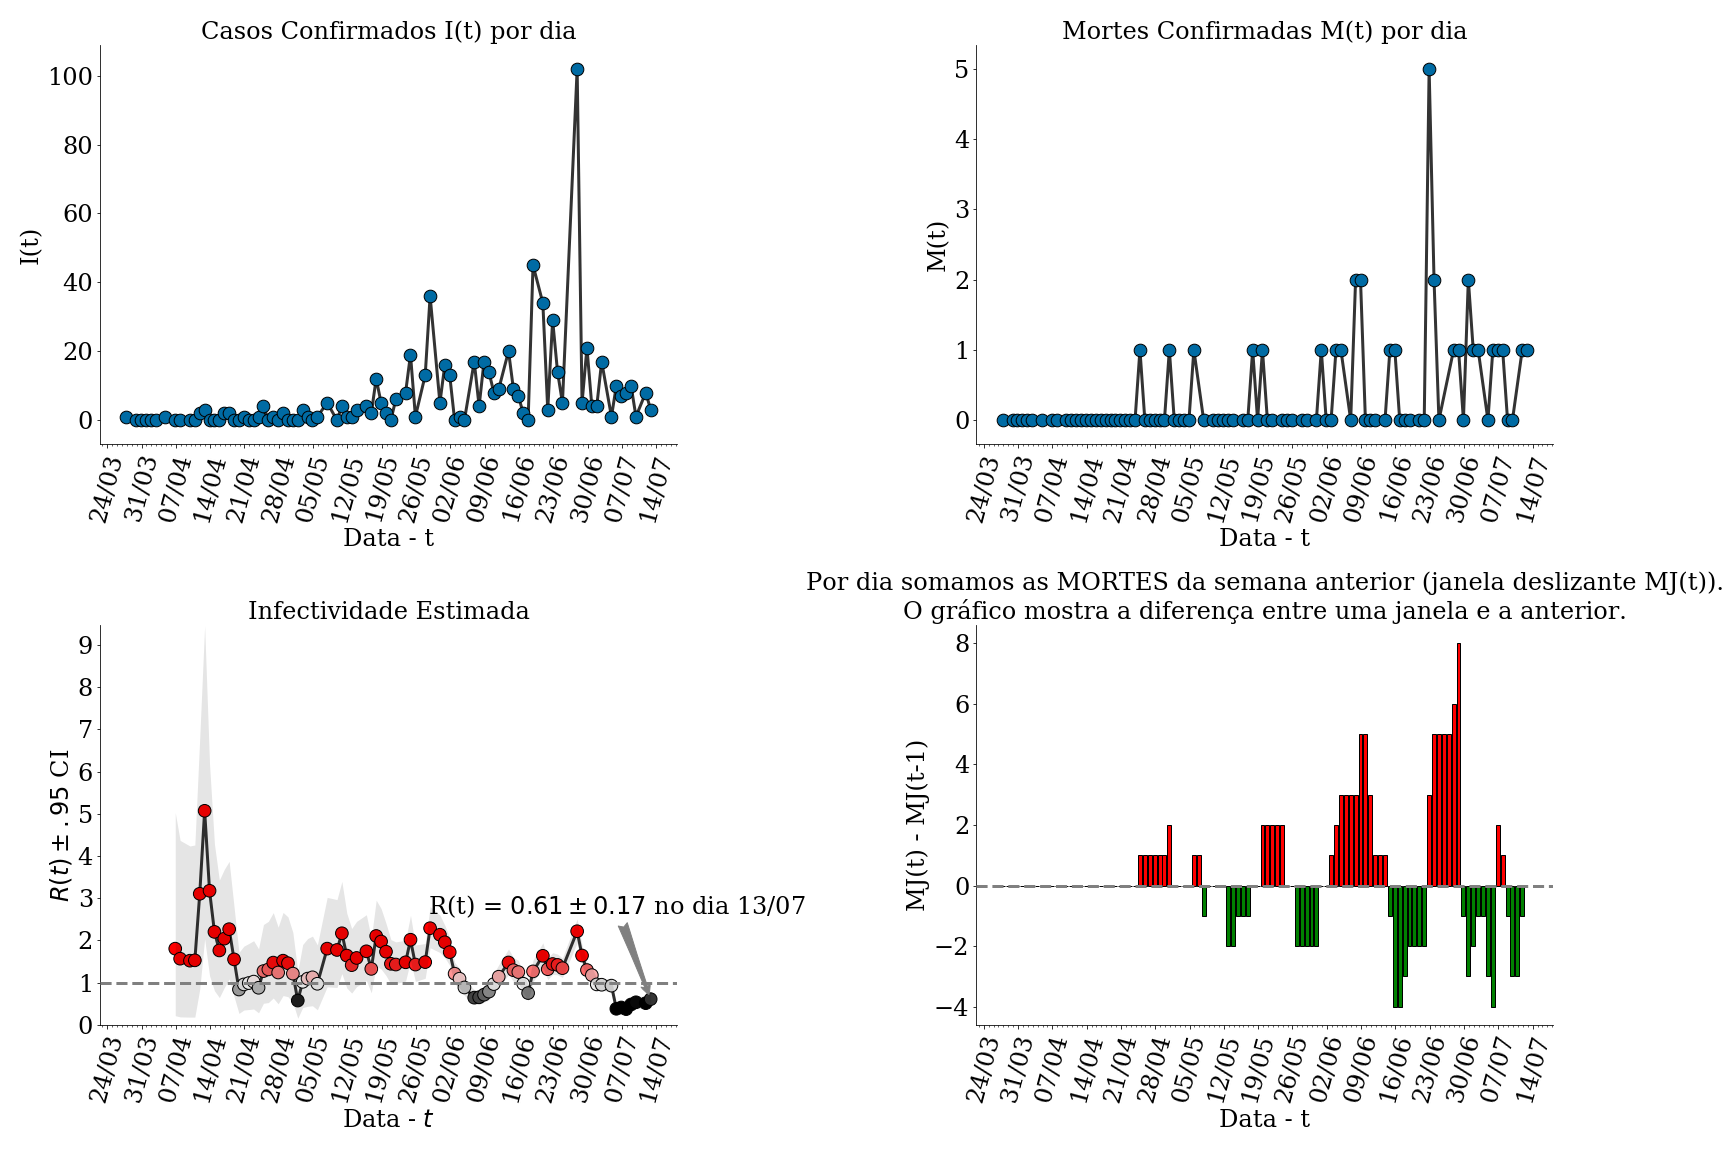 Casos Confirmados I(t) por dia
I(t)
100
80
60
40
20
0
24/03 31/03 07/04 14/04 21/04 28/04 05/05 12/05 19/05 26/05 02/06 09/06 16/06 23/06 30/06 07/07 14/07
Data - t
Mortes Confirmadas M(t) por dia
M(t)
5
4
3
2
1
0
24/03 31/03 07/04 14/04 21/04 28/04 05/05 12/05 19/05 26/05 02/06 09/06 16/06 23/06 30/06 07/07 14/07
Data - t
Infectividade Estimada
R(t) ± .95 CI
9
8
7
6
5
4
3
2
1
0
R(t) = 0.61 ± 0.17 no dia 13/07
24/03 31/03 07/04 14/04 21/04 28/04 05/05 12/05 19/05 26/05 02/06 09/06 16/06 23/06 30/06 07/07 14/07
Data - t
Por dia somamos as MORTES da semana anterior (janela deslizante MJ(t)).
O gráfico mostra a diferença entre uma janela e a anterior.
MJ(t) - MJ(t-1)
8
6
4
2
0
−2
−4
24/03 31/03 07/04 14/04 21/04 28/04 05/05 12/05 19/05 26/05 02/06 09/06 16/06 23/06 30/06 07/07 14/07
Data - t